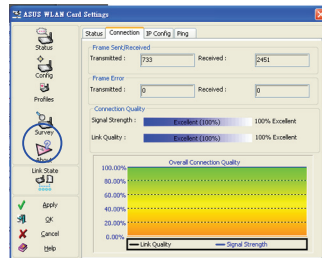 ASUS WLAN Card Settings
Status Connection IP Config Ping
Status
Config
Profiles
Survey
About
Link State
Apply
OK
Cancel
Help
Frame Sent/Received
Transmitted : 733 Received : 2451
Frame Error
Transmitted : 0 Received : 0
Connection Quality
Signal Strength : Excellent (100%) 100% Excellent
Link Quality : Excellent (100%) 100% Excellent
Overall Connection Quality
100.00%
80.00%
60.00%
40.00%
20.00%
0.00%
Link Quality Signal Strength